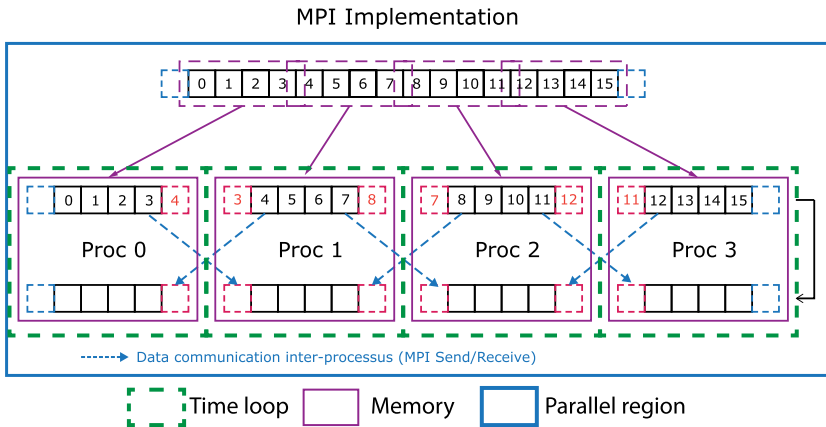 MPI Implementation
0 1 2 3 4 5 6 7 8 9 10 11 12 13 14 15
0 1 2 3 4 3 4 5 6 7 8 7 8 9 10 11 12 11 12 13 14 15
Proc 0 Proc 1 Proc 2 Proc 3
Data communication inter-processus (MPI Send/Receive)
Time loop Memory Parallel region